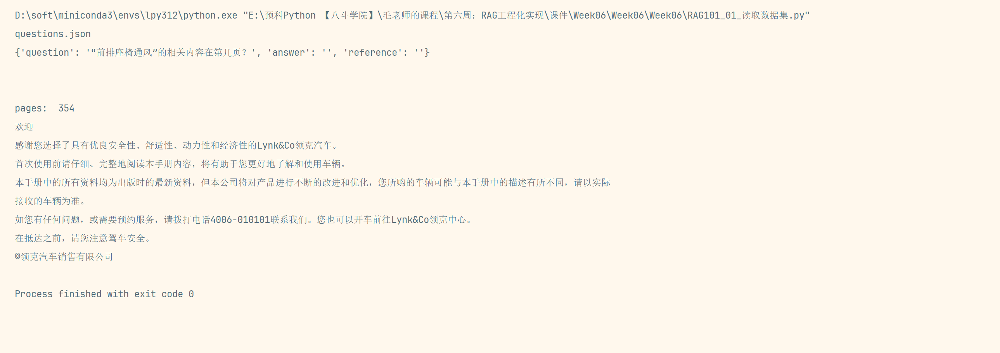 D:\soft\miniconda3\envs\lpy312\python.exe "E:\预科Python 【八斗学院】\毛老师的课程\第六周：RAG工程化实现\课件\Week06\Week06\Week06\RAG101_01_读取数据集.py"
questions.json
{'question': '“前排座椅通风”的相关内容在第几页？', 'answer': '', 'reference': ''}
pages:  354
欢迎
感谢您选择了具有优良安全性、舒适性、动力性和经济性的Lynk&Co领克汽车。
首次使用前请仔细、完整地阅读本手册内容，将有助于您更好地了解和使用车辆。
本手册中的所有资料均为出版时的最新资料，但本公司将对产品进行不断的改进和优化，您所购的车辆可能与本手册中的描述有所不同，请以实际
接收的车辆为准。
如您有任何问题，或需要预约服务，请拨打电话4006-010101联系我们。您也可以开车前往Lynk&Co领克中心。
在抵达之前，请您注意驾车安全。
©领克汽车销售有限公司
Process finished with exit code 0